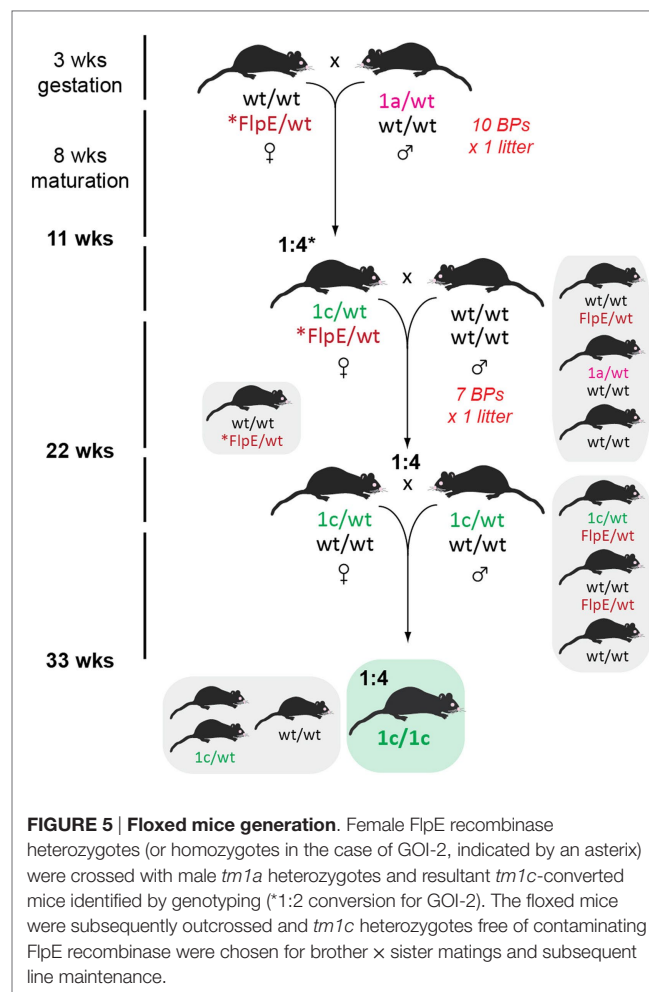 3 wks
gestation
x
wt/wt
*FlpE/wt
♀
1a/wt
wt/wt
♂
10 BPs
x 1 litter
8 wks
maturation
11 wks
1:4*
x
1c/wt
*FlpE/wt
♀
wt/wt
wt/wt
♂
7 BPs
x 1 litter
wt/wt
FlpE/wt
1a/wt
wt/wt
wt/wt
wt/wt
*FlpE/wt
22 wks
1:4
x
1c/wt
wt/wt
♀
1c/wt
wt/wt
♂
1c/wt
FlpE/wt
wt/wt
FlpE/wt
wt/wt
33 wks
1c/wt
wt/wt
1:4
1c/1c
FIGURE 5 | Floxed mice generation. Female FlpE recombinase
heterozygotes (or homozygotes in the case of GOI-2, indicated by an asterix)
were crossed with male tm1a heterozygotes and resultant tm1c-converted
mice identified by genotyping (*1:2 conversion for GOI-2). The floxed mice
were subsequently outcrossed and tm1c heterozygotes free of contaminating
FlpE recombinase were chosen for brother × sister matings and subsequent
line maintenance.